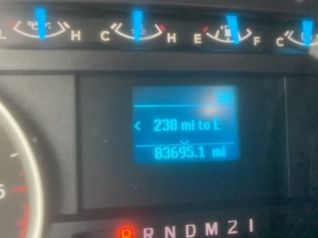 L H C H E F C
238 mi to E
83695.1 mi
P R N D M 2 1